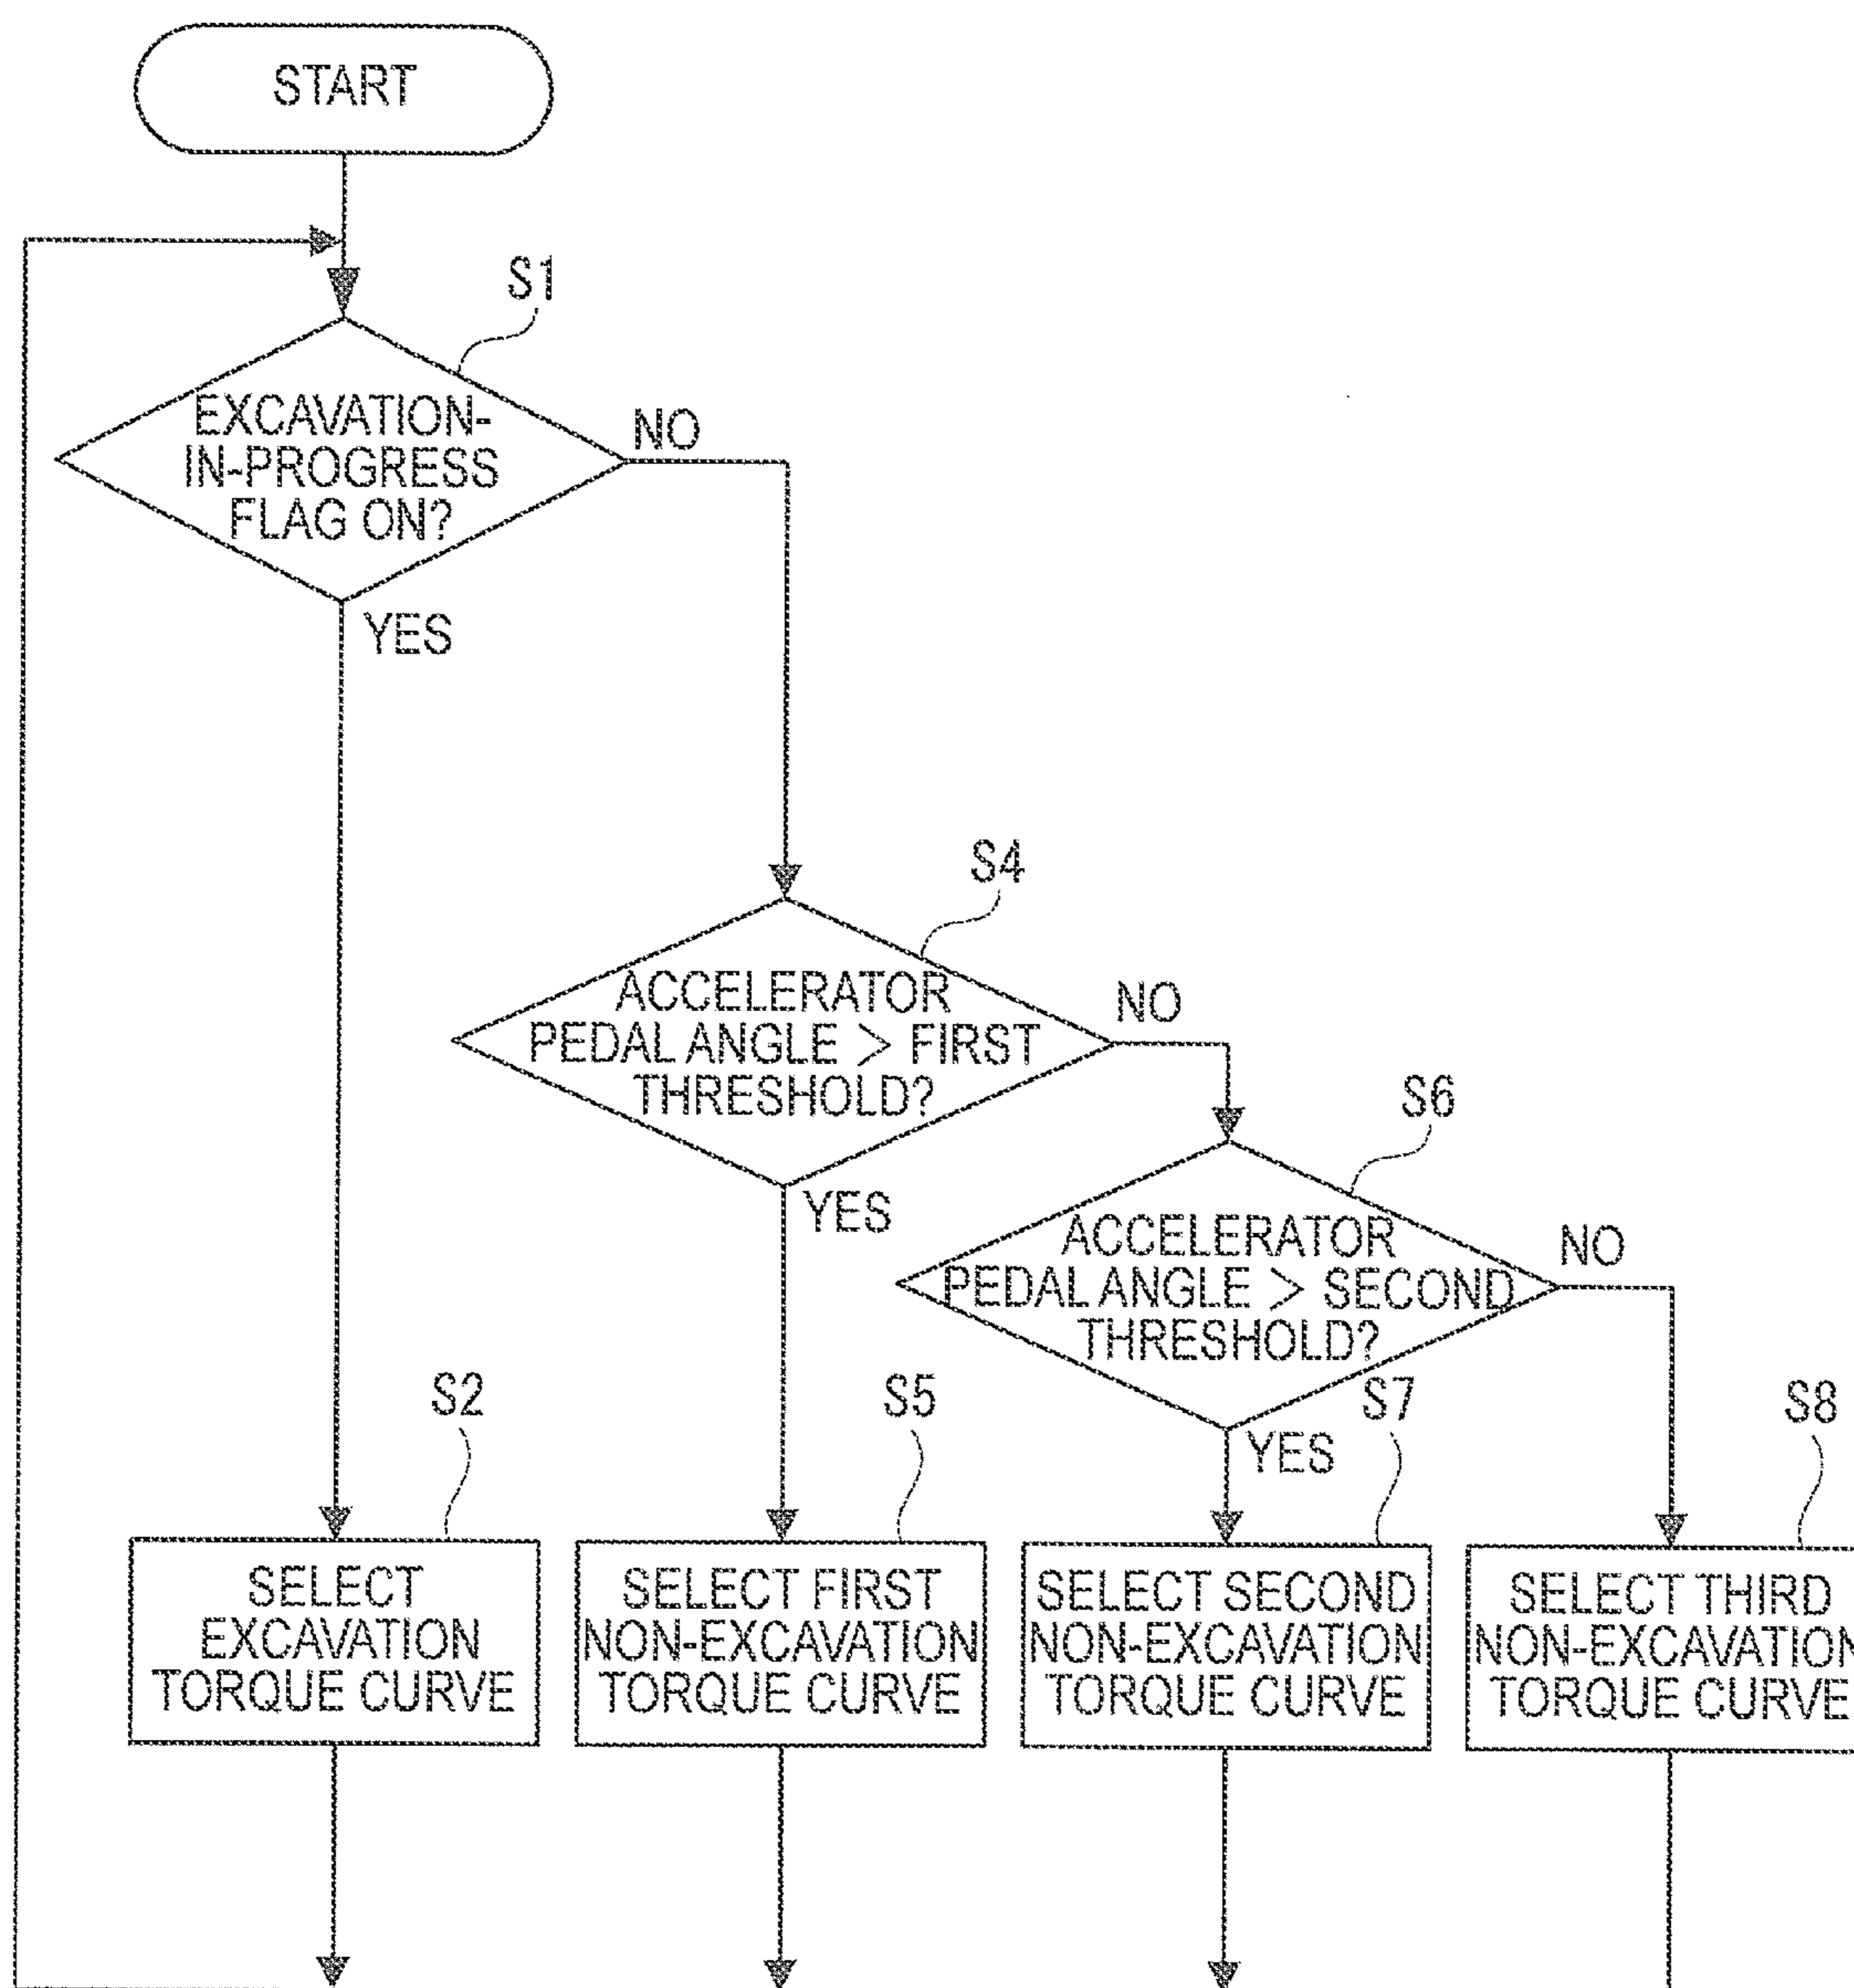 START
S1
EXCAVATION-
IN-PROGRESS
FLAG ON?
NO
YES
S4
ACCELERATOR
PEDAL ANGLE > FIRST
THRESHOLD?
NO
YES
S6
ACCELERATOR
PEDAL ANGLE > SECOND
THRESHOLD?
NO
YES
S2
SELECT
EXCAVATION
TORQUE CURVE
S5
SELECT FIRST
NON-EXCAVATION
TORQUE CURVE
S7
SELECT SECOND
NON-EXCAVATION
TORQUE CURVE
S8
SELECT THIRD
NON-EXCAVATION
TORQUE CURVE